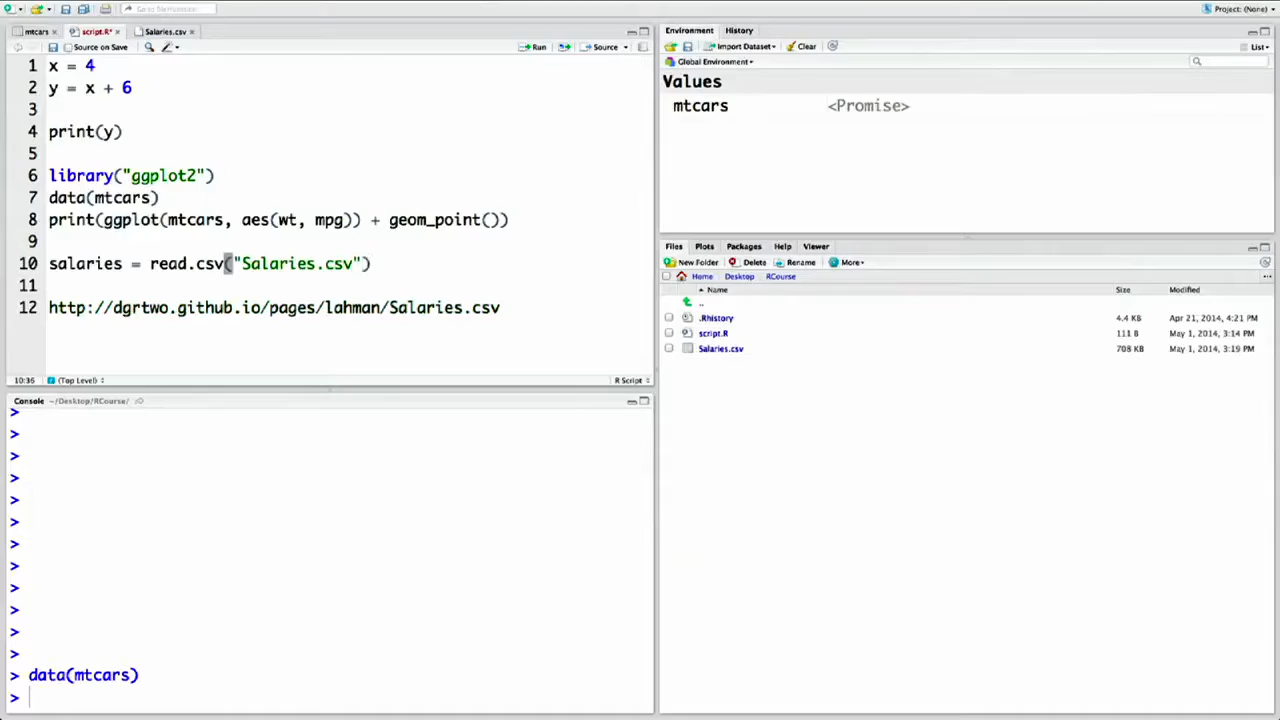 Go to file/function
Project: (None)
mtcars
script.R*
Salaries.csv
Source on Save
Run
Source
1 x = 4
2 y = x + 6
3
4 print(y)
5
6 library("ggplot2")
7 data(mtcars)
8 print(ggplot(mtcars, aes(wt, mpg)) + geom_point())
9
10 salaries = read.csv("Salaries.csv")
11
12 http://dgrtwo.github.io/pages/lahman/Salaries.csv
10:36 (Top Level) R Script
Console ~/Desktop/RCourse/
>
>
>
>
>
>
>
>
>
>
>
>
> data(mtcars)
>
Environment History
Import Dataset Clear List
Global Environment
Values
mtcars <Promise>
Files Plots Packages Help Viewer
New Folder Delete Rename More
Home Desktop RCourse
Name Size Modified
..
.Rhistory 4.4 KB Apr 21, 2014, 4:21 PM
script.R 111 B May 1, 2014, 3:14 PM
Salaries.csv 708 KB May 1, 2014, 3:19 PM